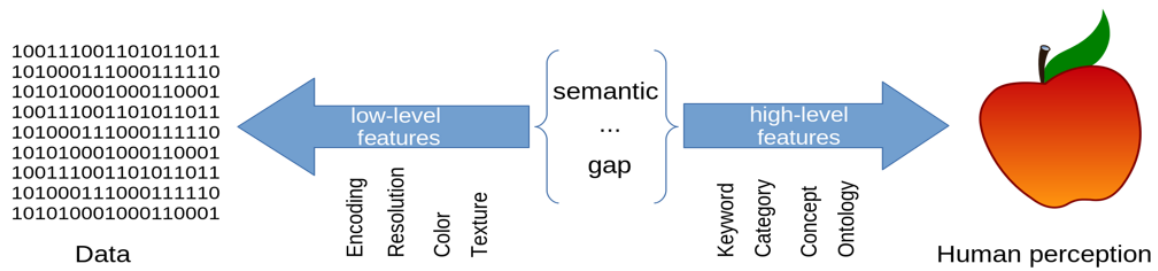 100111001101011011
101000111000111110
101010001000110001
100111001101011011
101000111000111110
101010001000110001
100111001101011011
101000111000111110
101010001000110001
Data
low-level
features
Encoding
Resolution
Color
Texture
semantic
...
gap
high-level
features
Keyword
Category
Concept
Ontology
Human perception